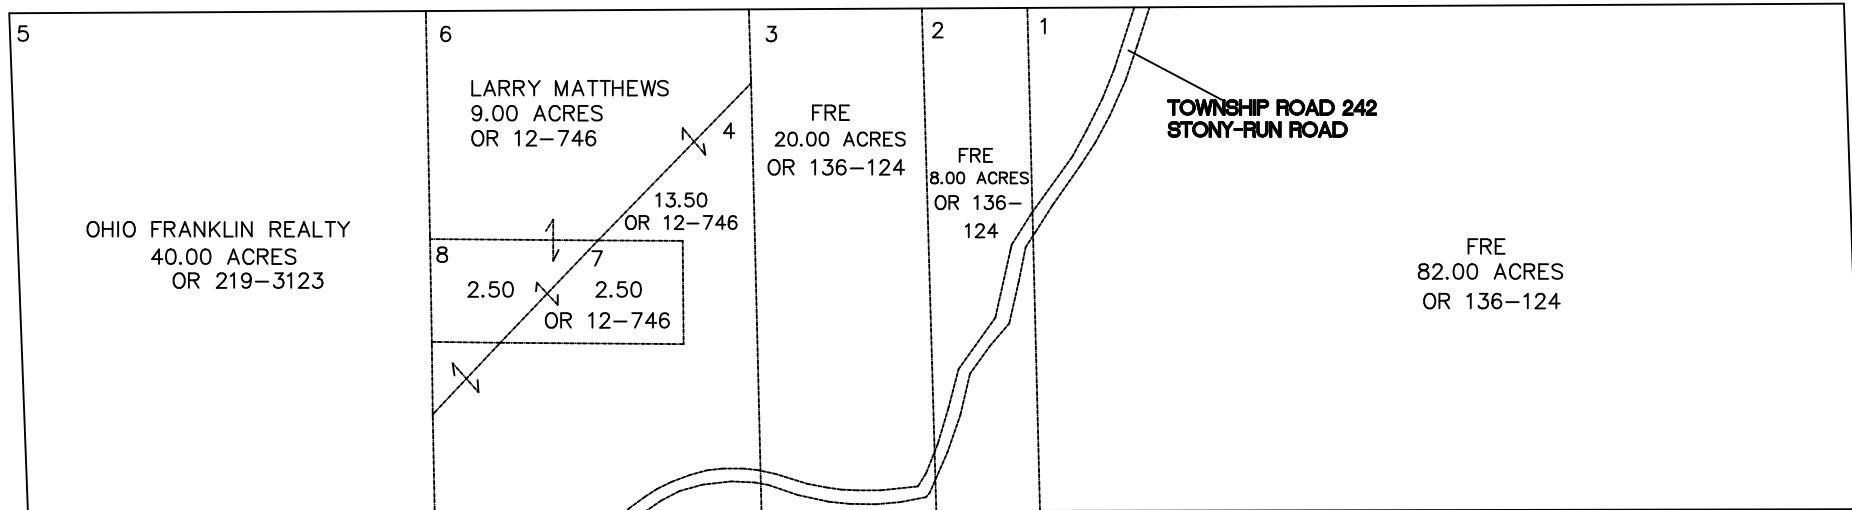 5
6
3
2
1
LARRY MATTHEWS
9.00 ACRES
OR 12-746
4
13.50
OR 12-746
FRE
20.00 ACRES
OR 136-124
FRE
8.00 ACRES
OR 136-
124
TOWNSHIP ROAD 242
STONY-RUN ROAD
OHIO FRANKLIN REALTY
40.00 ACRES
OR 219-3123
8
2.50
7
2.50
OR 12-746
FRE
82.00 ACRES
OR 136-124